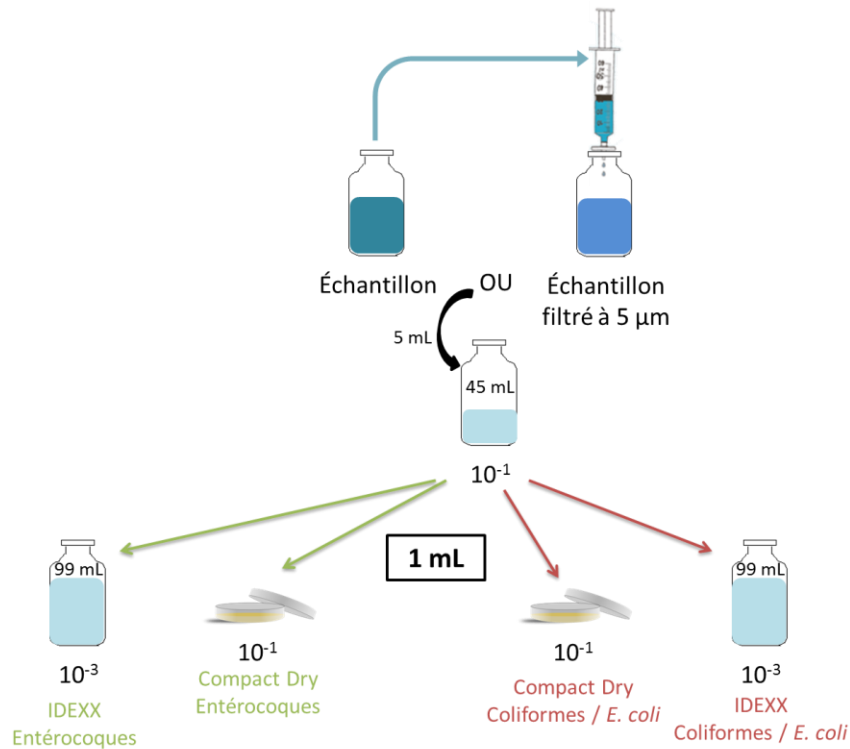 Échantillon
OU
Échantillon
filtré à 5 µm
5 mL
45 mL
10⁻¹
1 mL
99 mL
10⁻³
IDEXX
Entérocoques
10⁻¹
Compact Dry
Entérocoques
10⁻¹
Compact Dry
Coliformes / E. coli
99 mL
10⁻³
IDEXX
Coliformes / E. coli